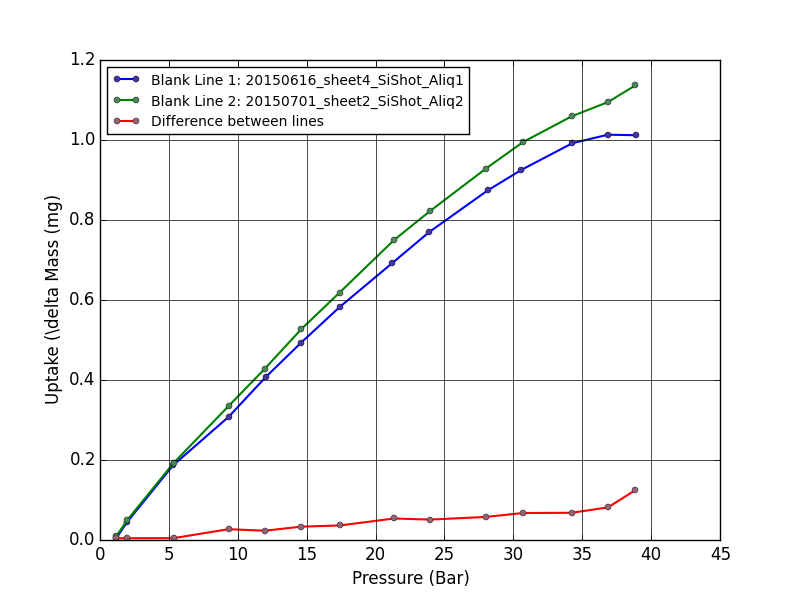 1.2
Blank Line 1: 20150616_sheet4_SiShot_Aliq1
Blank Line 2: 20150701_sheet2_SiShot_Aliq2
Difference between lines
1.0
0.8
0.6
0.4
0.2
0.0
Uptake (\delta Mass (mg)
0 5 10 15 20 25 30 35 40 45
Pressure (Bar)